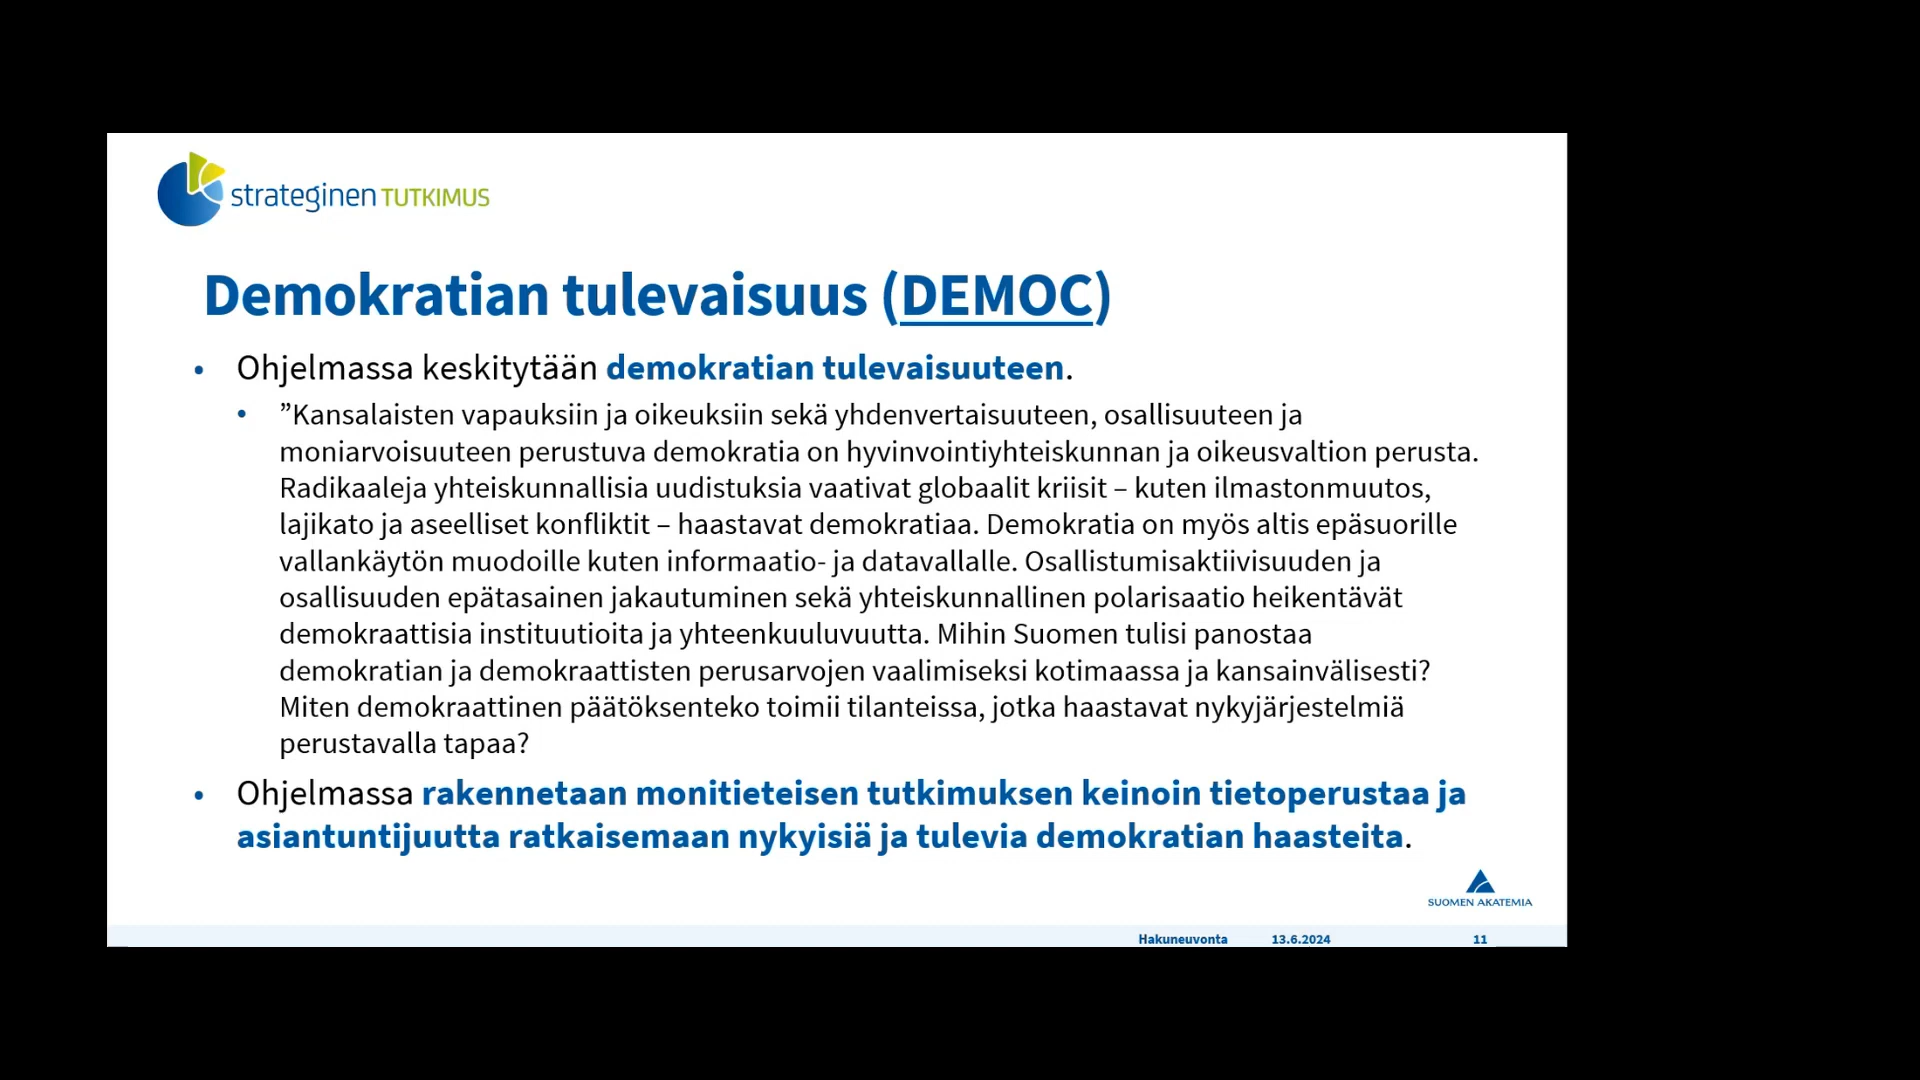 strateginen TUTKIMUS
Demokratian tulevaisuus (DEMOC)
• Ohjelmassa keskitytään demokratian tulevaisuuteen.
• ”Kansalaisten vapauksiin ja oikeuksiin sekä yhdenvertaisuuteen, osallisuuteen ja
moniarvoisuuteen perustuva demokratia on hyvinvointiyhteiskunnan ja oikeusvaltion perusta.
Radikaaleja yhteiskunnallisia uudistuksia vaativat globaalit kriisit – kuten ilmastonmuutos,
lajikato ja aseelliset konfliktit – haastavat demokratiaa. Demokratia on myös altis epäsuorille
vallankäytön muodoille kuten informaatio- ja datavallalle. Osallistumisaktiivisuuden ja
osallisuuden epätasainen jakautuminen sekä yhteiskunnallinen polarisaatio heikentävät
demokraattisia instituutioita ja yhteenkuuluvuutta. Mihin Suomen tulisi panostaa
demokratian ja demokraattisten perusarvojen vaalimiseksi kotimaassa ja kansainvälisesti?
Miten demokraattinen päätöksenteko toimii tilanteissa, jotka haastavat nykyjärjestelmiä
perustavalla tapaa?
• Ohjelmassa rakennetaan monitieteisen tutkimuksen keinoin tietoperustaa ja
asiantuntijuutta ratkaisemaan nykyisiä ja tulevia demokratian haasteita.
SUOMEN AKATEMIA
Hakuneuvonta 13.6.2024 11